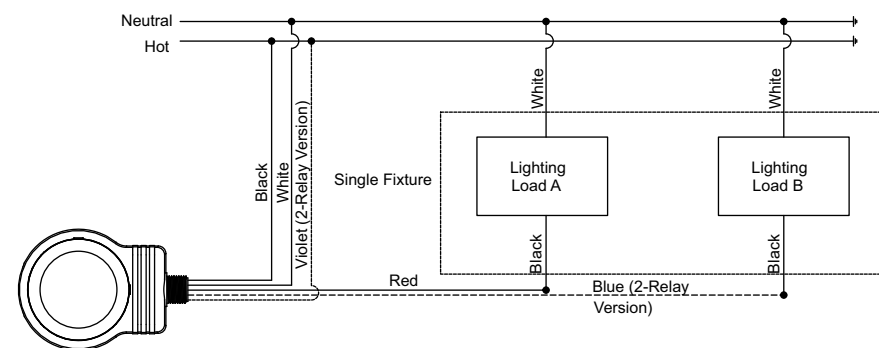 Neutral
Hot
Black
White
Violet (2-Relay Version)
White
White
Single Fixture
Lighting
Load A
Lighting
Load B
Black
Black
Red
Blue (2-Relay
Version)